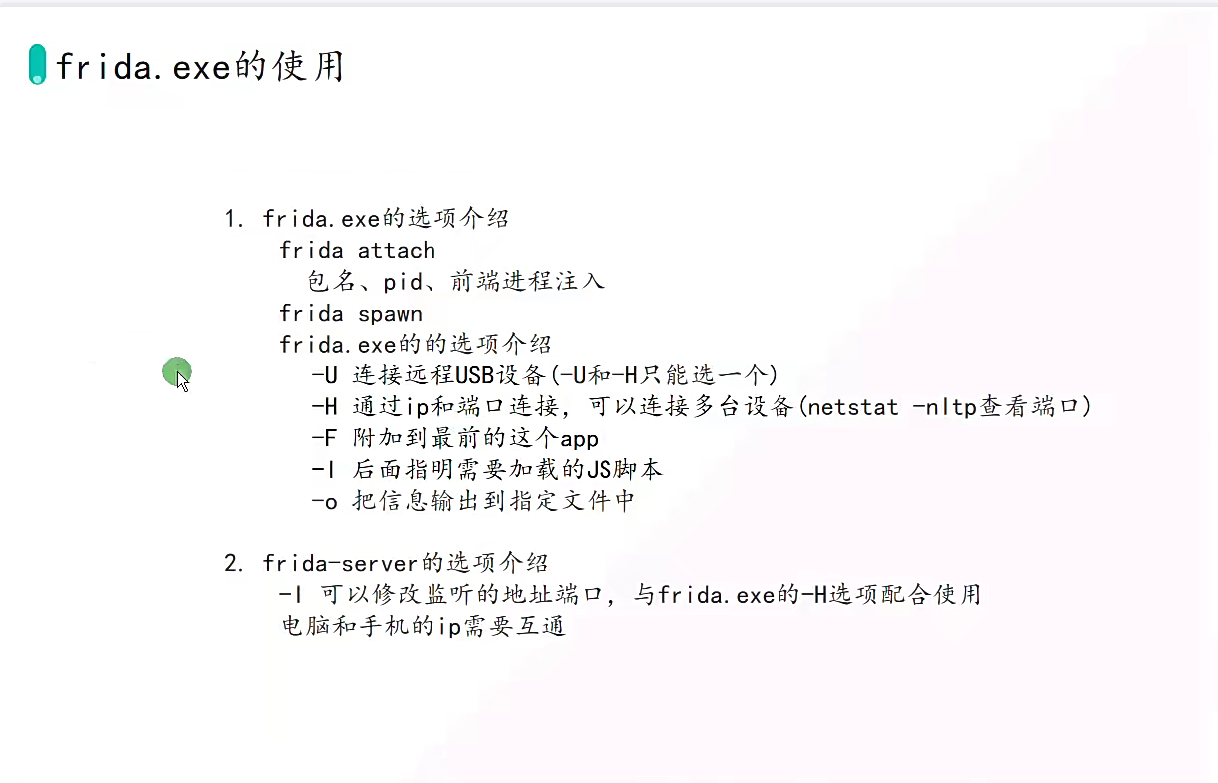 frida.exe的使用
1. frida.exe的选项介绍
frida attach
包名、pid、前端进程注入
frida spawn
frida.exe的的选项介绍
-U 连接远程USB设备(-U和-H只能选一个)
-H 通过ip和端口连接，可以连接多台设备(netstat -nltp查看端口)
-F 附加到最前的这个app
-l 后面指明需要加载的JS脚本
-o 把信息输出到指定文件中
2. frida-server的选项介绍
-l 可以修改监听的地址端口，与frida.exe的-H选项配合使用
电脑和手机的ip需要互通